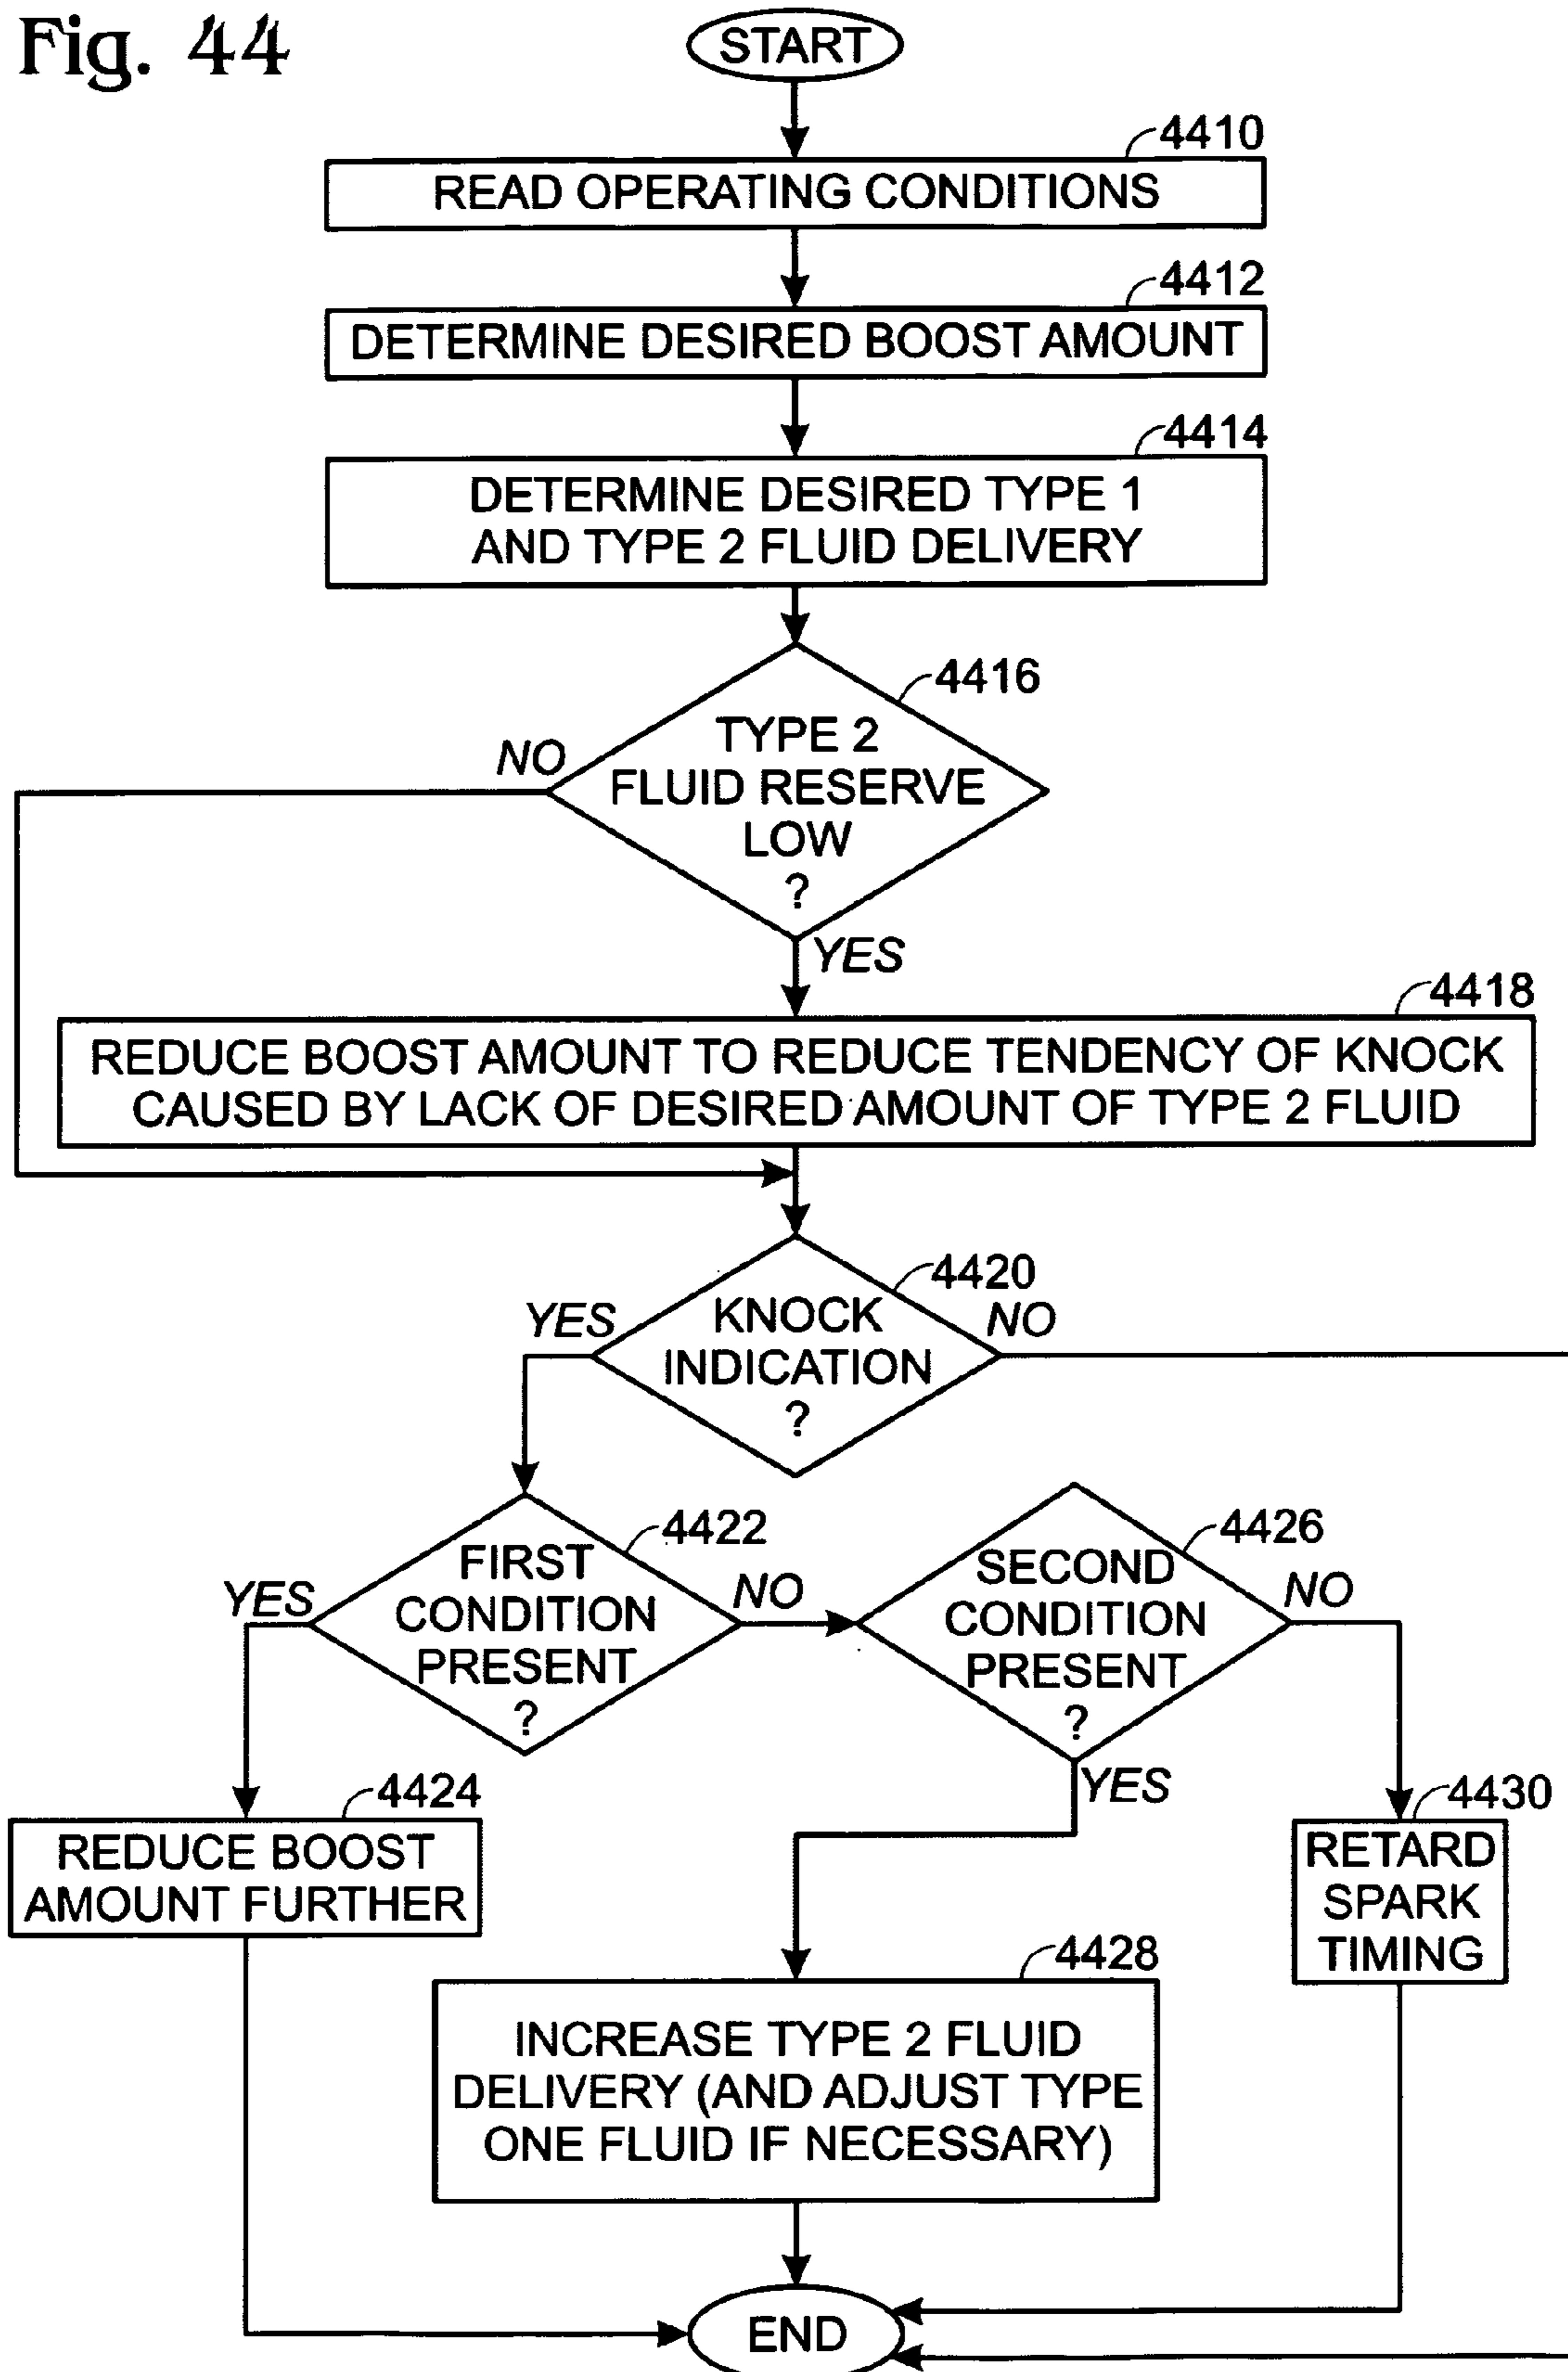 Fig. 44
START
4410
READ OPERATING CONDITIONS
4412
DETERMINE DESIRED BOOST AMOUNT
4414
DETERMINE DESIRED TYPE 1
AND TYPE 2 FLUID DELIVERY
4416
TYPE 2
FLUID RESERVE
LOW
?
NO
YES
4418
REDUCE BOOST AMOUNT TO REDUCE TENDENCY OF KNOCK
CAUSED BY LACK OF DESIRED AMOUNT OF TYPE 2 FLUID
4420
KNOCK
INDICATION
?
YES
NO
4422
FIRST
CONDITION
PRESENT
?
YES
NO
4426
SECOND
CONDITION
PRESENT
?
NO
YES
4424
REDUCE BOOST
AMOUNT FURTHER
4430
RETARD
SPARK
TIMING
4428
INCREASE TYPE 2 FLUID
DELIVERY (AND ADJUST TYPE
ONE FLUID IF NECESSARY)
END